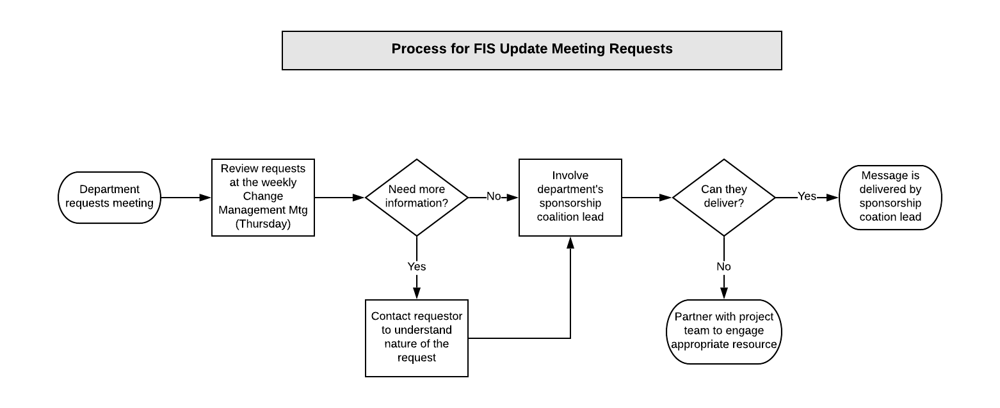 Process for FIS Update Meeting Requests
Department
requests meeting
Review requests
at the weekly
Change
Management Mtg
(Thursday)
Need more
information?
No
Involve
department's
sponsorship
coalition lead
Can they
deliver?
Yes
Message is
delivered by
sponsorship
coation lead
Yes
No
Contact requestor
to understand
nature of the
request
Partner with project
team to engage
appropriate resource